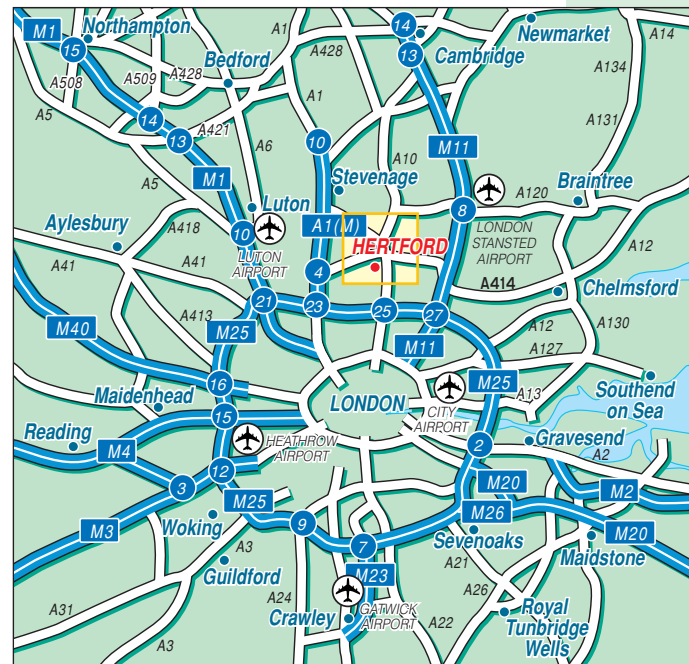 M1
15
Northampton
A1
14
Newmarket
A14
A428
Cambridge
13
A508
A509
A428
Bedford
A134
A5
A1
A131
14
A421
13
A6
10
A10
M11
M1
A5
Stevenage
Braintree
Luton
8
A120
Aylesbury
A418
10
A1(M)
LONDON
STANSTED
AIRPORT
A12
LUTON
AIRPORT
HERTFORD
A41
A41
4
A414
Chelmsford
21
23
25
27
A413
M25
M40
M11
A12
A130
A127
16
M25
Maidenhead
LONDON
CITY
AIRPORT
A13
Southend
on Sea
15
Reading
M4
HEATHROW
AIRPORT
2
Gravesend
A2
12
3
M20
M2
M25
M26
M3
Woking
9
Sevenoaks
M20
7
Maidstone
A3
Guildford
A21
M23
A26
A24
GATWICK
AIRPORT
A31
Crawley
A22
Royal
Tunbridge
Wells
A3